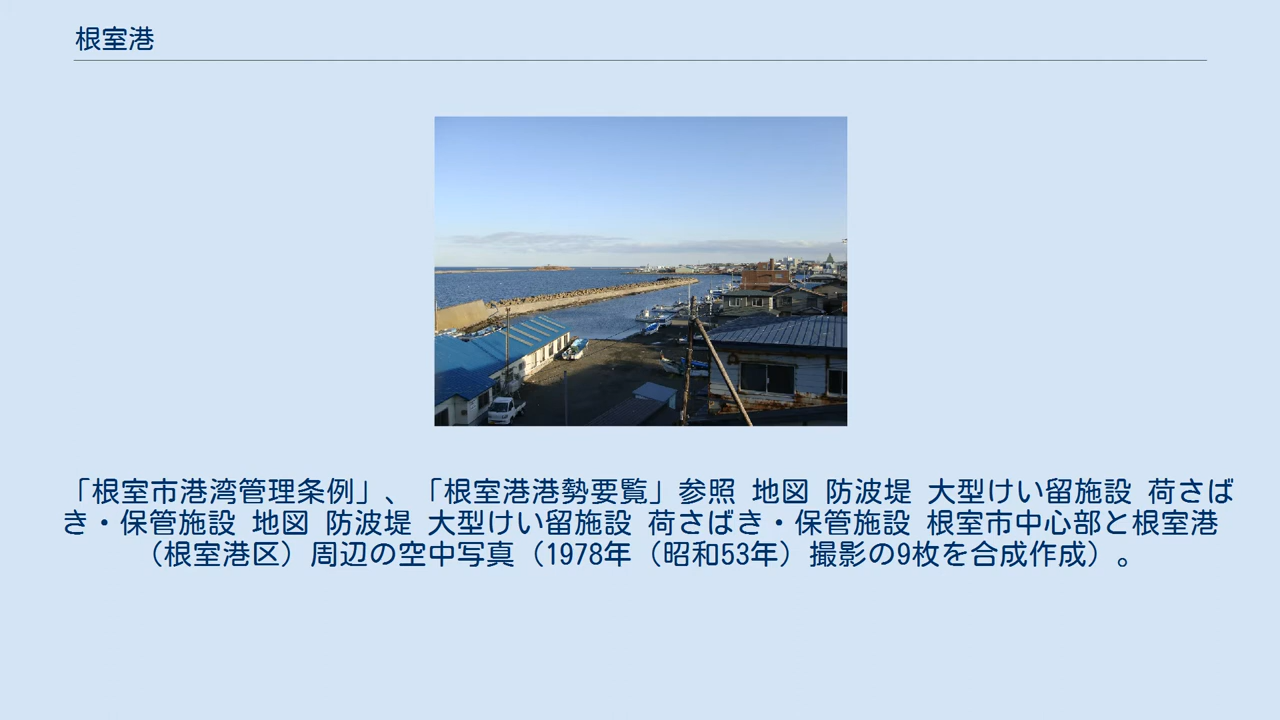 根室港
「根室市港湾管理条例」、「根室港港勢要覧」参照 地図 防波堤 大型けい留施設 荷さば
き・保管施設 地図 防波堤 大型けい留施設 荷さばき・保管施設 根室市中心部と根室港
（根室港区）周辺の空中写真（1978年（昭和53年）撮影の9枚を合成作成）。